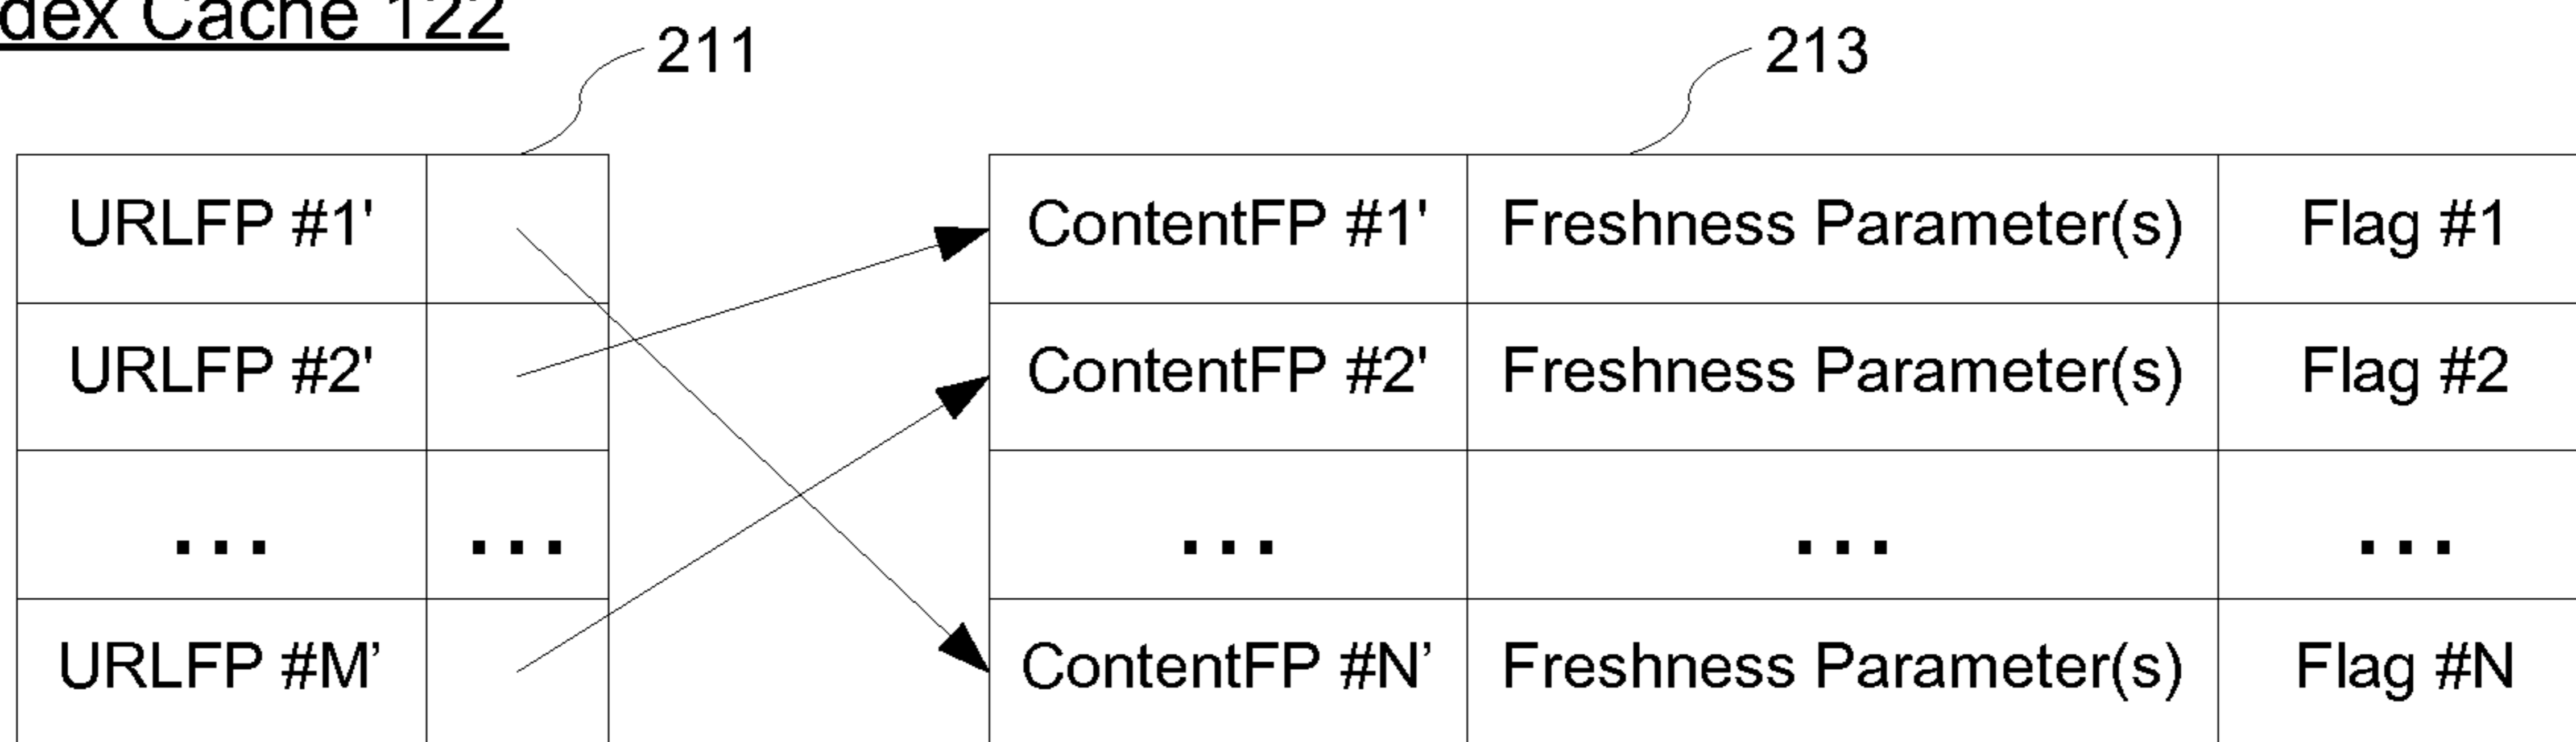 dex Cache 122
211
213
URLFP #1'
ContentFP #1' Freshness Parameter(s) Flag #1
URLFP #2'
ContentFP #2' Freshness Parameter(s) Flag #2
... ...
... ... ...
URLFP #M’
ContentFP #N’ Freshness Parameter(s) Flag #N